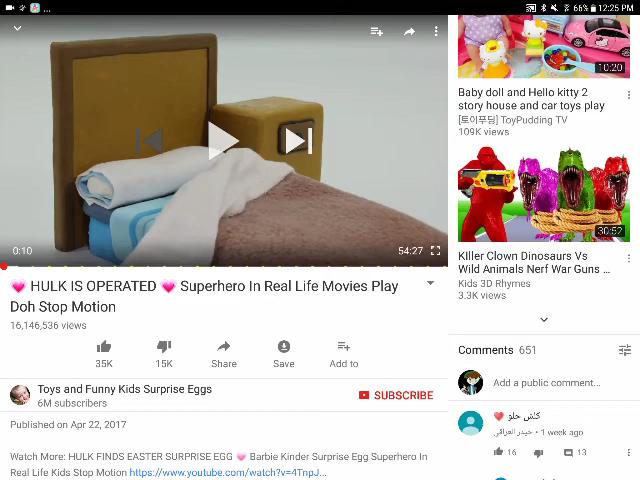 ...
66% 12:25 PM
0:10
54:27
💗 HULK IS OPERATED 💗 Superhero In Real Life Movies Play
Doh Stop Motion
16,146,536 views
35K
15K
Share
Save
Add to
Toys and Funny Kids Surprise Eggs
6M subscribers
SUBSCRIBE
Published on Apr 22, 2017
Watch More: HULK FINDS EASTER SURPRISE EGG 💗 Barbie Kinder Surprise Egg Superhero In
Real Life Kids Stop Motion https://www.youtube.com/watch?v=4TnpJ...
10:20
Baby doll and Hello kitty 2
story house and car toys play
[토이푸딩] ToyPudding TV
109K views
30:52
KIller Clown Dinosaurs Vs
Wild Animals Nerf War Guns ...
Kids 3D Rhymes
3.3K views
Comments 651
Add a public comment...
❤ كلش حلو
حيدر العراقي • 1 week ago
16
13